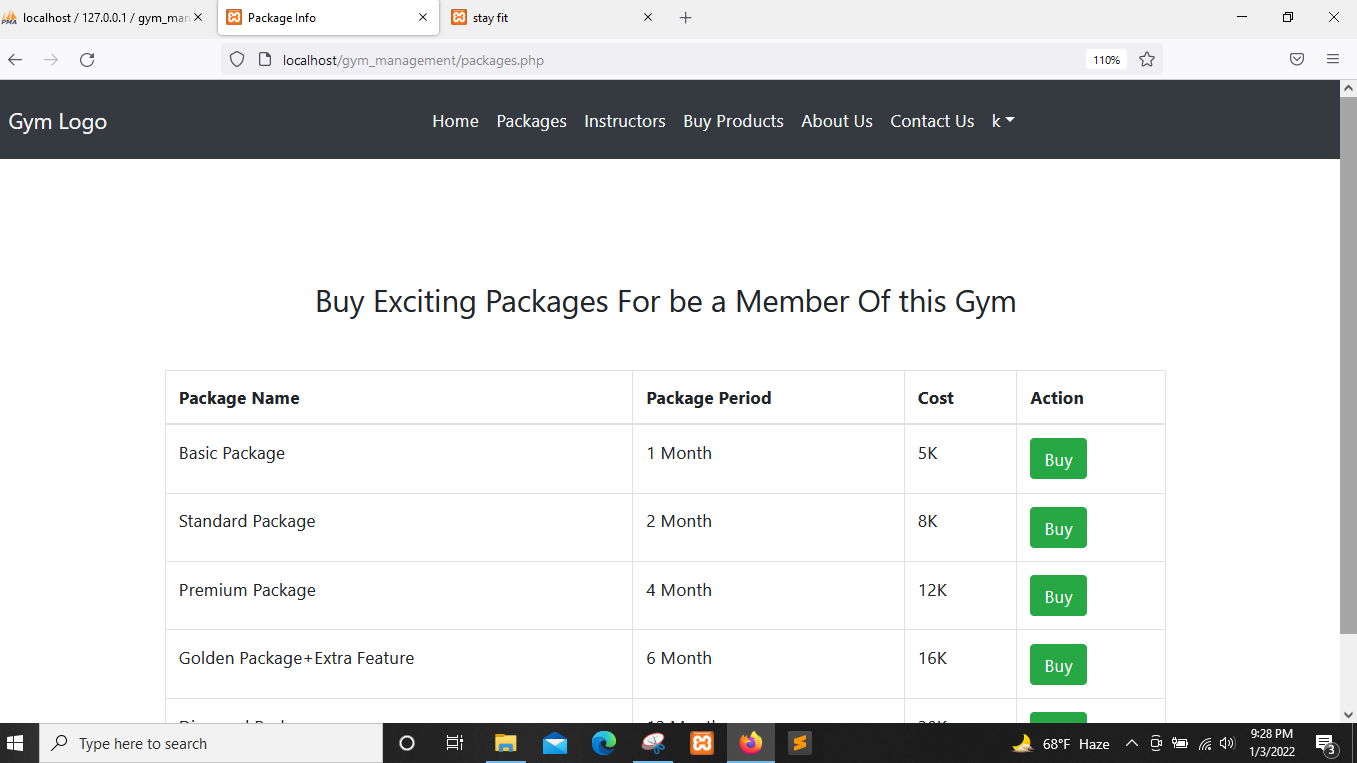 localhost / 127.0.0.1 / gym_man
Package Info
stay fit
localhost/gym_management/packages.php
110%
Gym Logo
Home Packages Instructors Buy Products About Us Contact Us k
Buy Exciting Packages For be a Member Of this Gym
Package Name Package Period Cost Action
Basic Package 1 Month 5K Buy
Standard Package 2 Month 8K Buy
Premium Package 4 Month 12K Buy
Golden Package+Extra Feature 6 Month 16K Buy
Type here to search
68°F Haze
9:28 PM
1/3/2022
3